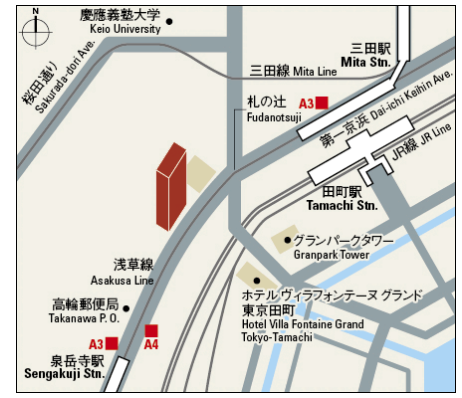 N
慶應義塾大学
Keio University
三田駅
Mita Stn.
桜田通り
Sakurada-dori Ave.
三田線 Mita Line
札の辻
Fudanotsuji
A3
第一京浜 Dai-ichi Keihin Ave.
JR線 JR Line
田町駅
Tamachi Stn.
グランパークタワー
Granpark Tower
浅草線
Asakusa Line
ホテル ヴィラフォンテーヌ グランド
東京田町
Hotel Villa Fontaine Grand
Tokyo-Tamachi
高輪郵便局
Takanawa P. O.
A3
A4
泉岳寺駅
Sengakuji Stn.